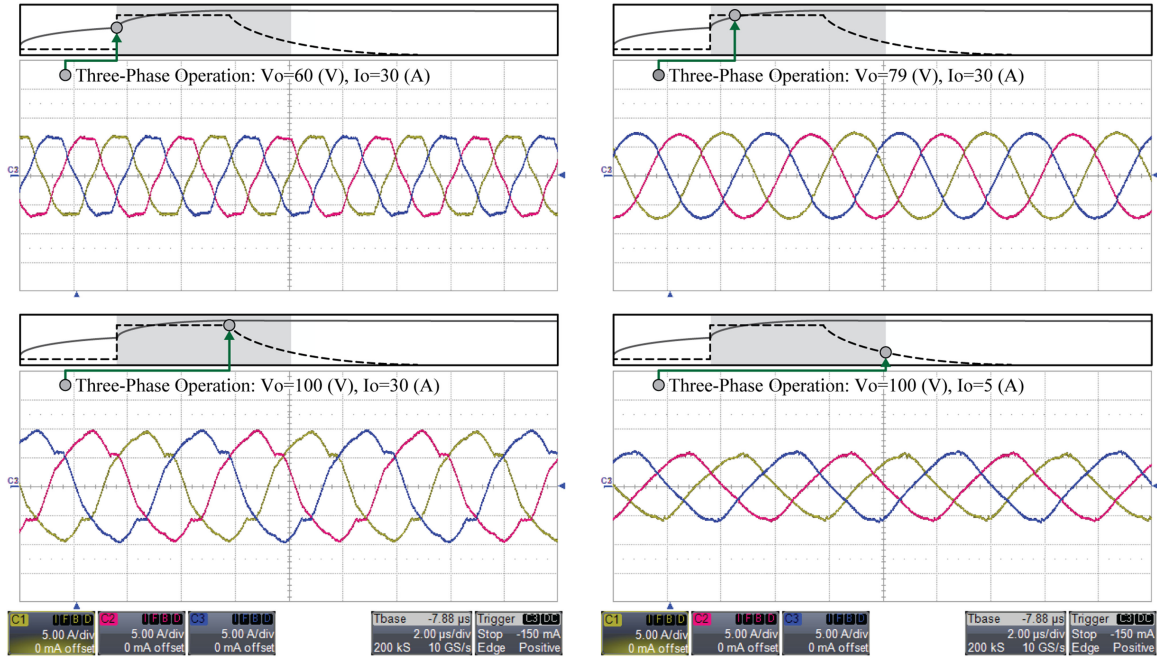 Three-Phase Operation: Vo=60 (V), Io=30 (A)
Three-Phase Operation: Vo=79 (V), Io=30 (A)
C3
C3
Three-Phase Operation: Vo=100 (V), Io=30 (A)
Three-Phase Operation: Vo=100 (V), Io=5 (A)
C3
C3
C1 FBD
5.00 A/div
0 mA offset
C2 FBD
5.00 A/div
0 mA offset
C3 FBD
5.00 A/div
0 mA offset
Tbase -7.88 µs
2.00 µs/div
200 kS 10 GS/s
Trigger C3 DC
Stop -150 mA
Edge Positive
C1 FBD
5.00 A/div
0 mA offset
C2 FBD
5.00 A/div
0 mA offset
C3 FBD
5.00 A/div
0 mA offset
Tbase -7.88 µs
2.00 µs/div
200 kS 10 GS/s
Trigger C3 DC
Stop -150 mA
Edge Positive